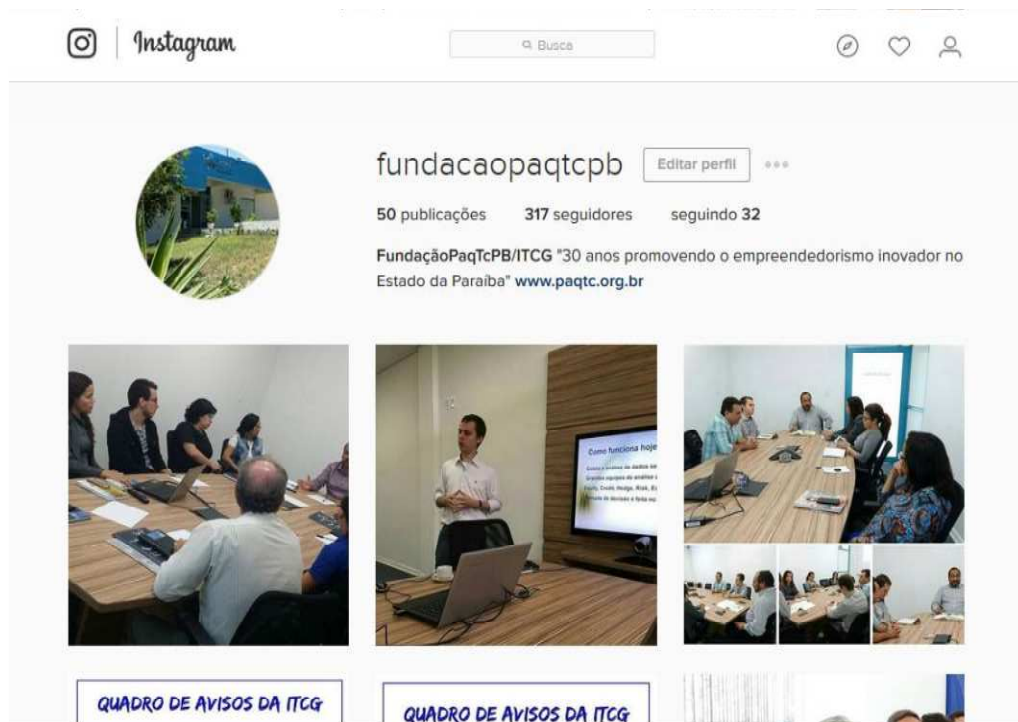 Instagram
Busca
fundacaopaqtcpb Editar perfil
50 publicações 317 seguidores seguindo 32
FundaçãoPaqTcPB/ITCG "30 anos promovendo o empreendedorismo inovador no
Estado da Paraíba" www.paqtc.org.br
Como funciona hoje
QUADRO DE AVISOS DA ITCG
QUADRO DE AVISOS DA ITCG